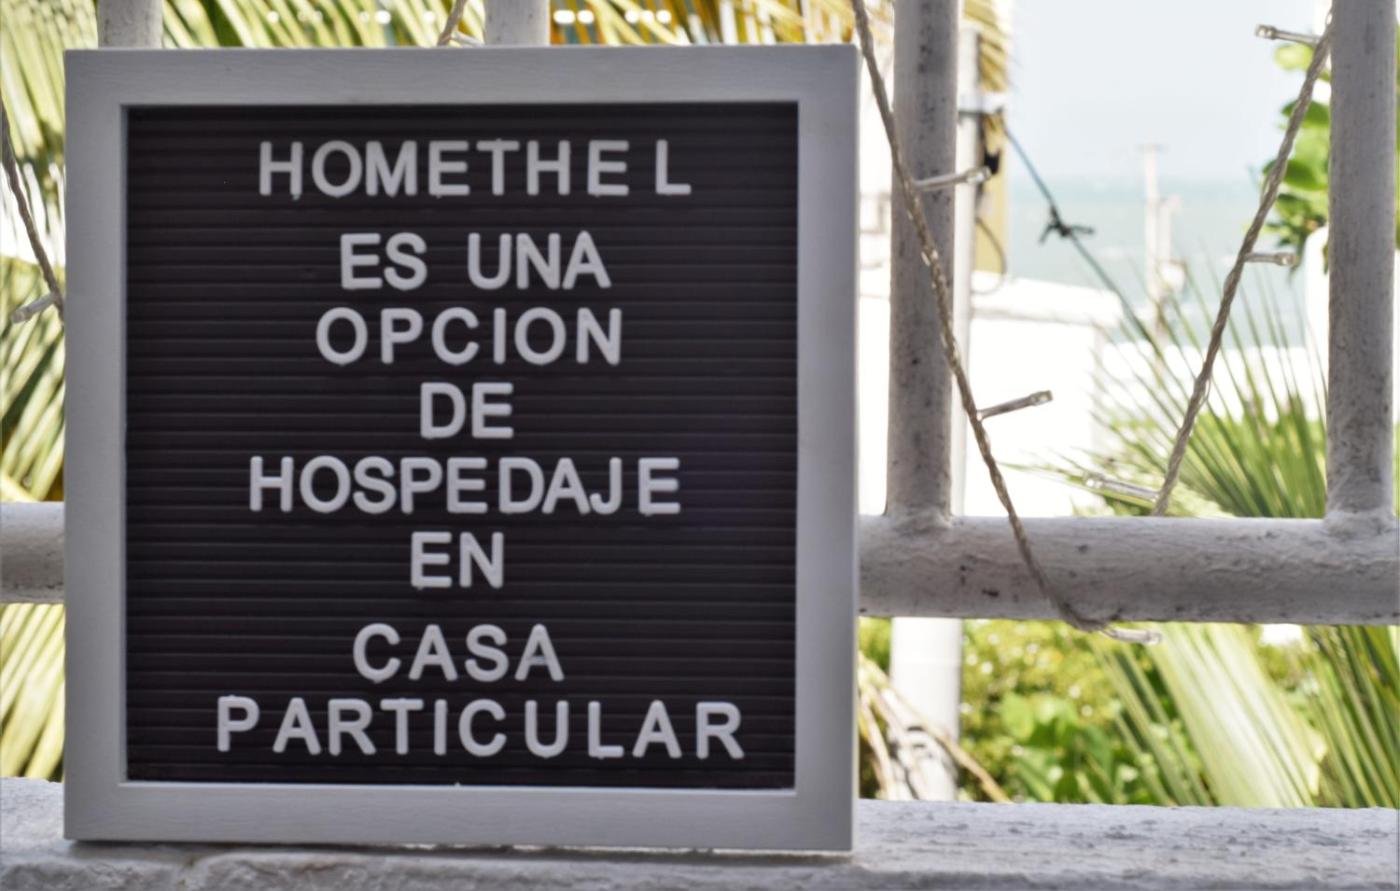 HOMETHEL
ES UNA
OPCION
DE
HOSPEDAJE
EN
CASA
PARTICULAR